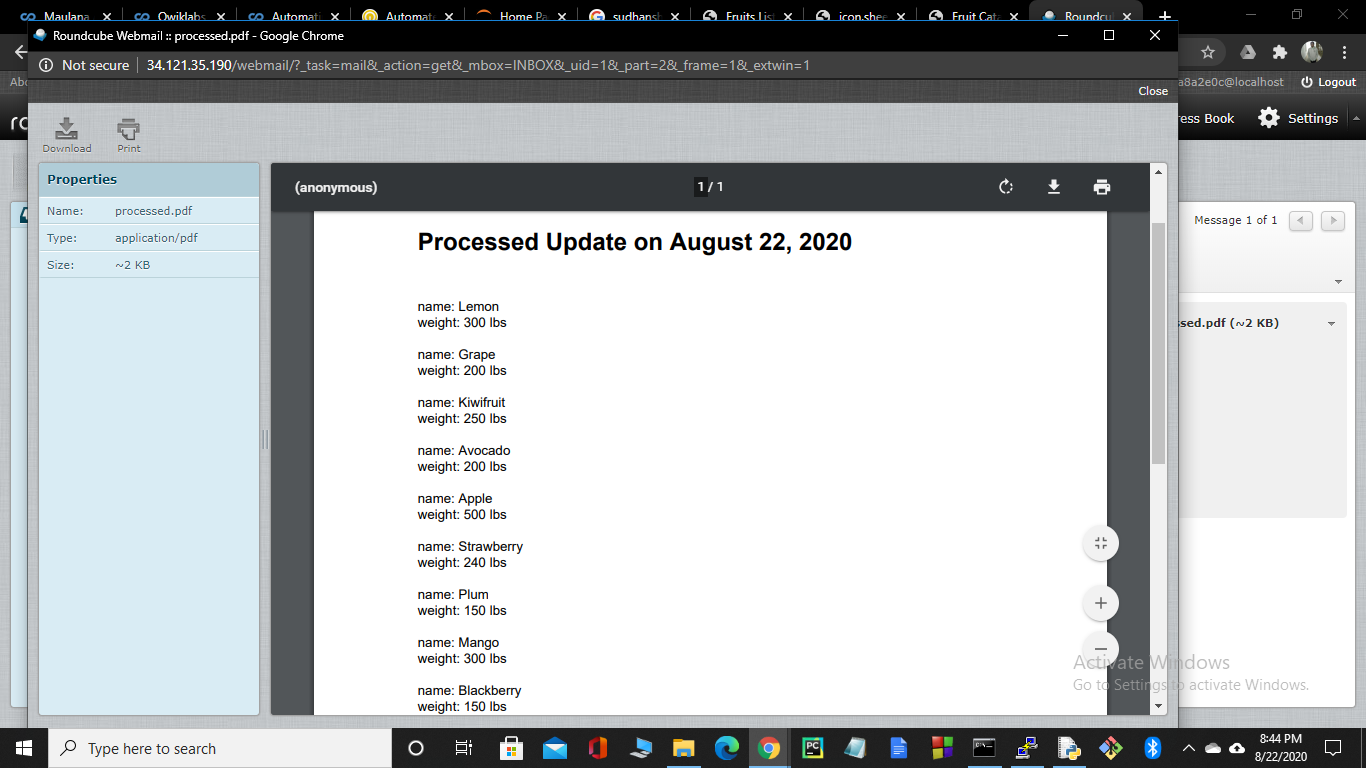 Maulana
Qwiklabs
Automati
Automate
Home Pa
sudhansh
Fruits List
icon.shee
Fruit Cata
Roundcu
Roundcube Webmail :: processed.pdf - Google Chrome
Not secure
34.121.35.190/webmail/?_task=mail&_action=get&_mbox=INBOX&_uid=1&_part=2&_frame=1&_extwin=1
Abo
a8a2e0c@localhost
Logout
Close
rc
ress Book
Settings
Download
Print
Properties
Name: processed.pdf
Type: application/pdf
Size: ~2 KB
(anonymous)
1 / 1
Message 1 of 1
ssed.pdf (~2 KB)
Processed Update on August 22, 2020
name: Lemon
weight: 300 lbs
name: Grape
weight: 200 lbs
name: Kiwifruit
weight: 250 lbs
name: Avocado
weight: 200 lbs
name: Apple
weight: 500 lbs
name: Strawberry
weight: 240 lbs
name: Plum
weight: 150 lbs
name: Mango
weight: 300 lbs
name: Blackberry
weight: 150 lbs
Activate Windows
Go to Settings to activate Windows.
Type here to search
PC
8:44 PM
8/22/2020